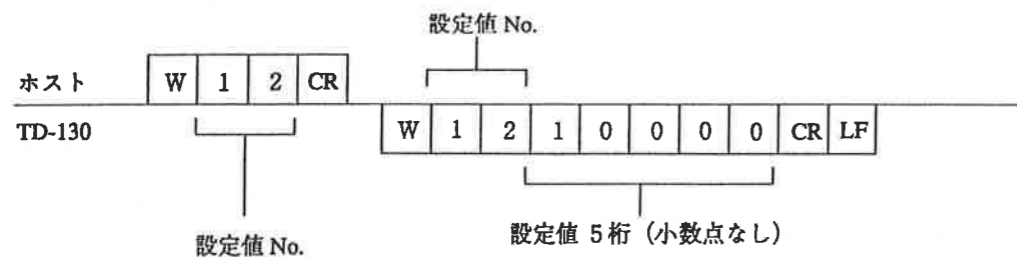 設定値 No.
ホスト W 1 2 CR
TD-130 W 1 2 1 0 0 0 0 CR LF
設定値 5桁 (小数点なし)
設定値 No.